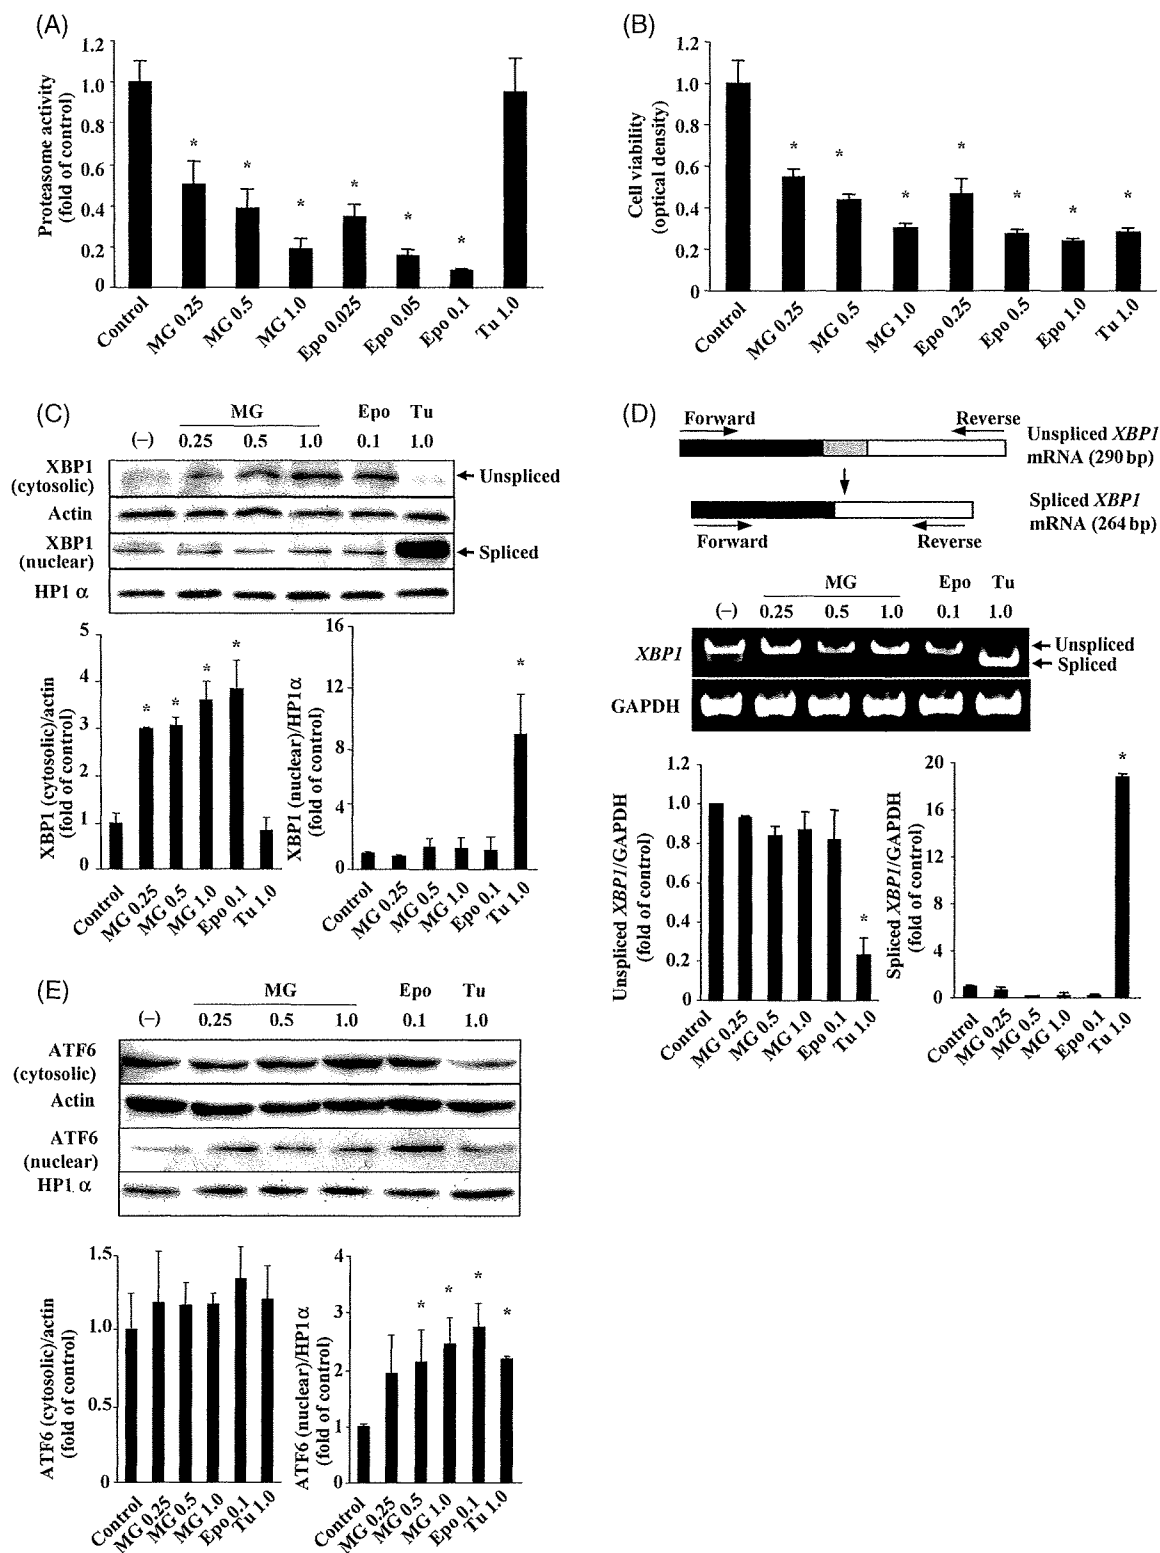 (A)
Proteasome activity
(fold of control)
1.2
1.0
0.8
0.6
0.4
0.2
0
* * * * * *
Control
MG 0.25
MG 0.5
MG 1.0
Epo 0.025
Epo 0.05
Epo 0.1
Tu 1.0
(B)
Cell viability
(optical density)
1.2
1.0
0.8
0.6
0.4
0.2
0
* * * * * * *
Control
MG 0.25
MG 0.5
MG 1.0
Epo 0.25
Epo 0.5
Epo 1.0
Tu 1.0
(C)
MG Epo Tu
(–) 0.25 0.5 1.0 0.1 1.0
XBP1
(cytosolic)
Unspliced
Actin
XBP1
(nuclear)
Spliced
HP1 α
XBP1 (cytosolic)/actin
(fold of control)
5
4
3
2
1
0
* * * *
Control
MG 0.25
MG 0.5
MG 1.0
Epo 0.1
Tu 1.0
XBP1 (nuclear)/HP1α
(fold of control)
16
12
8
4
0
*
Control
MG 0.25
MG 0.5
MG 1.0
Epo 0.1
Tu 1.0
(D)
Forward Reverse
Unspliced XBP1
mRNA (290 bp)
Spliced XBP1
mRNA (264 bp)
Forward Reverse
MG Epo Tu
(–) 0.25 0.5 1.0 0.1 1.0
XBP1
Unspliced
Spliced
GAPDH
Unspliced XBP1/GAPDH
(fold of control)
1.0
0.8
0.6
0.4
0.2
0
*
Control
MG 0.25
MG 0.5
MG 1.0
Epo 0.1
Tu 1.0
Spliced XBP1/GAPDH
(fold of control)
20
16
12
8
4
0
*
Control
MG 0.25
MG 0.5
MG 1.0
Epo 0.1
Tu 1.0
(E)
MG Epo Tu
(–) 0.25 0.5 1.0 0.1 1.0
ATF6
(cytosolic)
Actin
ATF6
(nuclear)
HP1 α
ATF6 (cytosolic)/actin
(fold of control)
1.5
1.0
0.5
0
Control
MG 0.25
MG 0.5
MG 1.0
Epo 0.1
Tu 1.0
ATF6 (nuclear)/HP1α
(fold of control)
4
3
2
1
0
* * * *
Control
MG 0.25
MG 0.5
MG 1.0
Epo 0.1
Tu 1.0